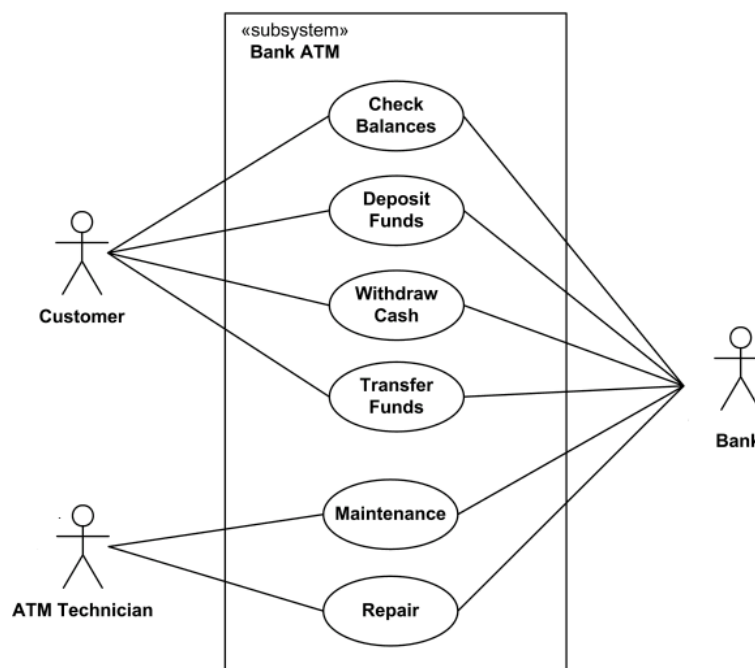 «subsystem»
Bank ATM
Check
Balances
Deposit
Funds
Customer
Withdraw
Cash
Transfer
Funds
Bank
Maintenance
ATM Technician
Repair